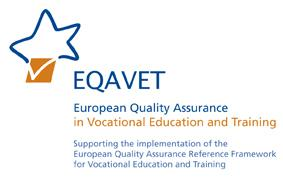 EQAVET
European Quality Assurance
in Vocational Education and Training
Supporting the implementation of the
European Quality Assurance Reference Framework
for Vocational Education and Training